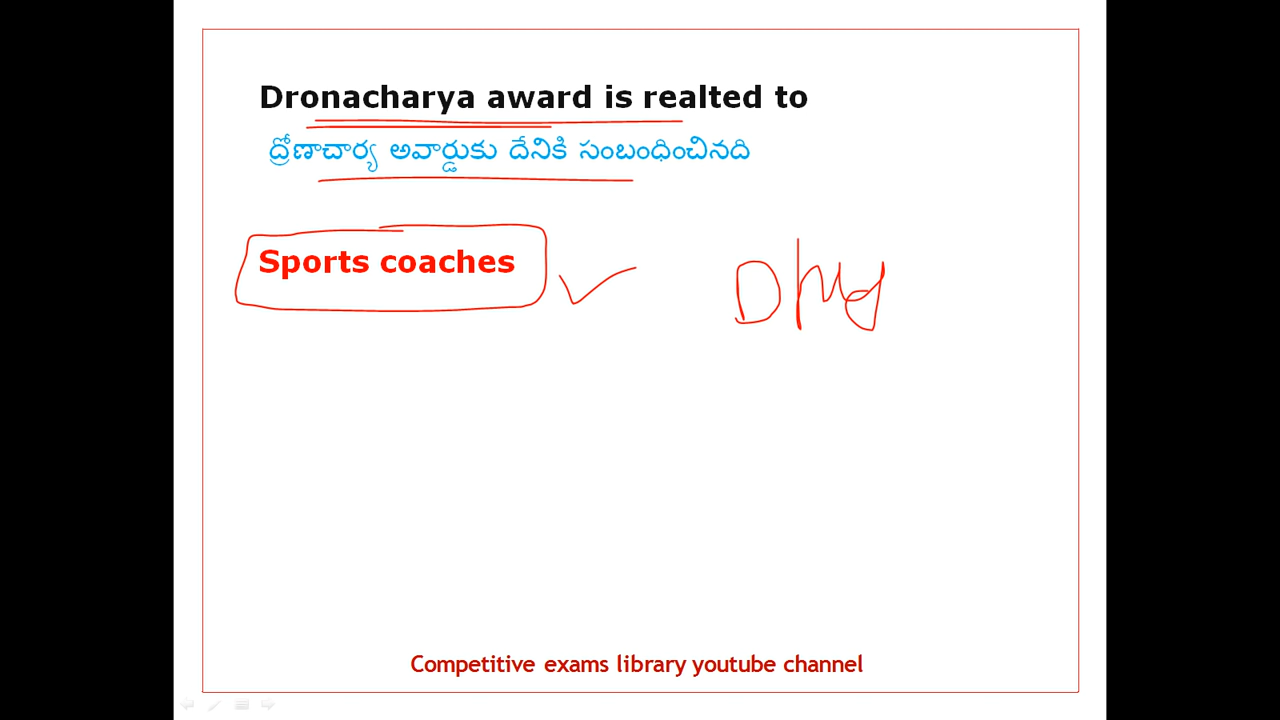 Dronacharya award is realted to
ద్రోణాచార్య అవార్డుకు దేనికి సంబంధించినది
Sports coaches
Competitive exams library youtube channel